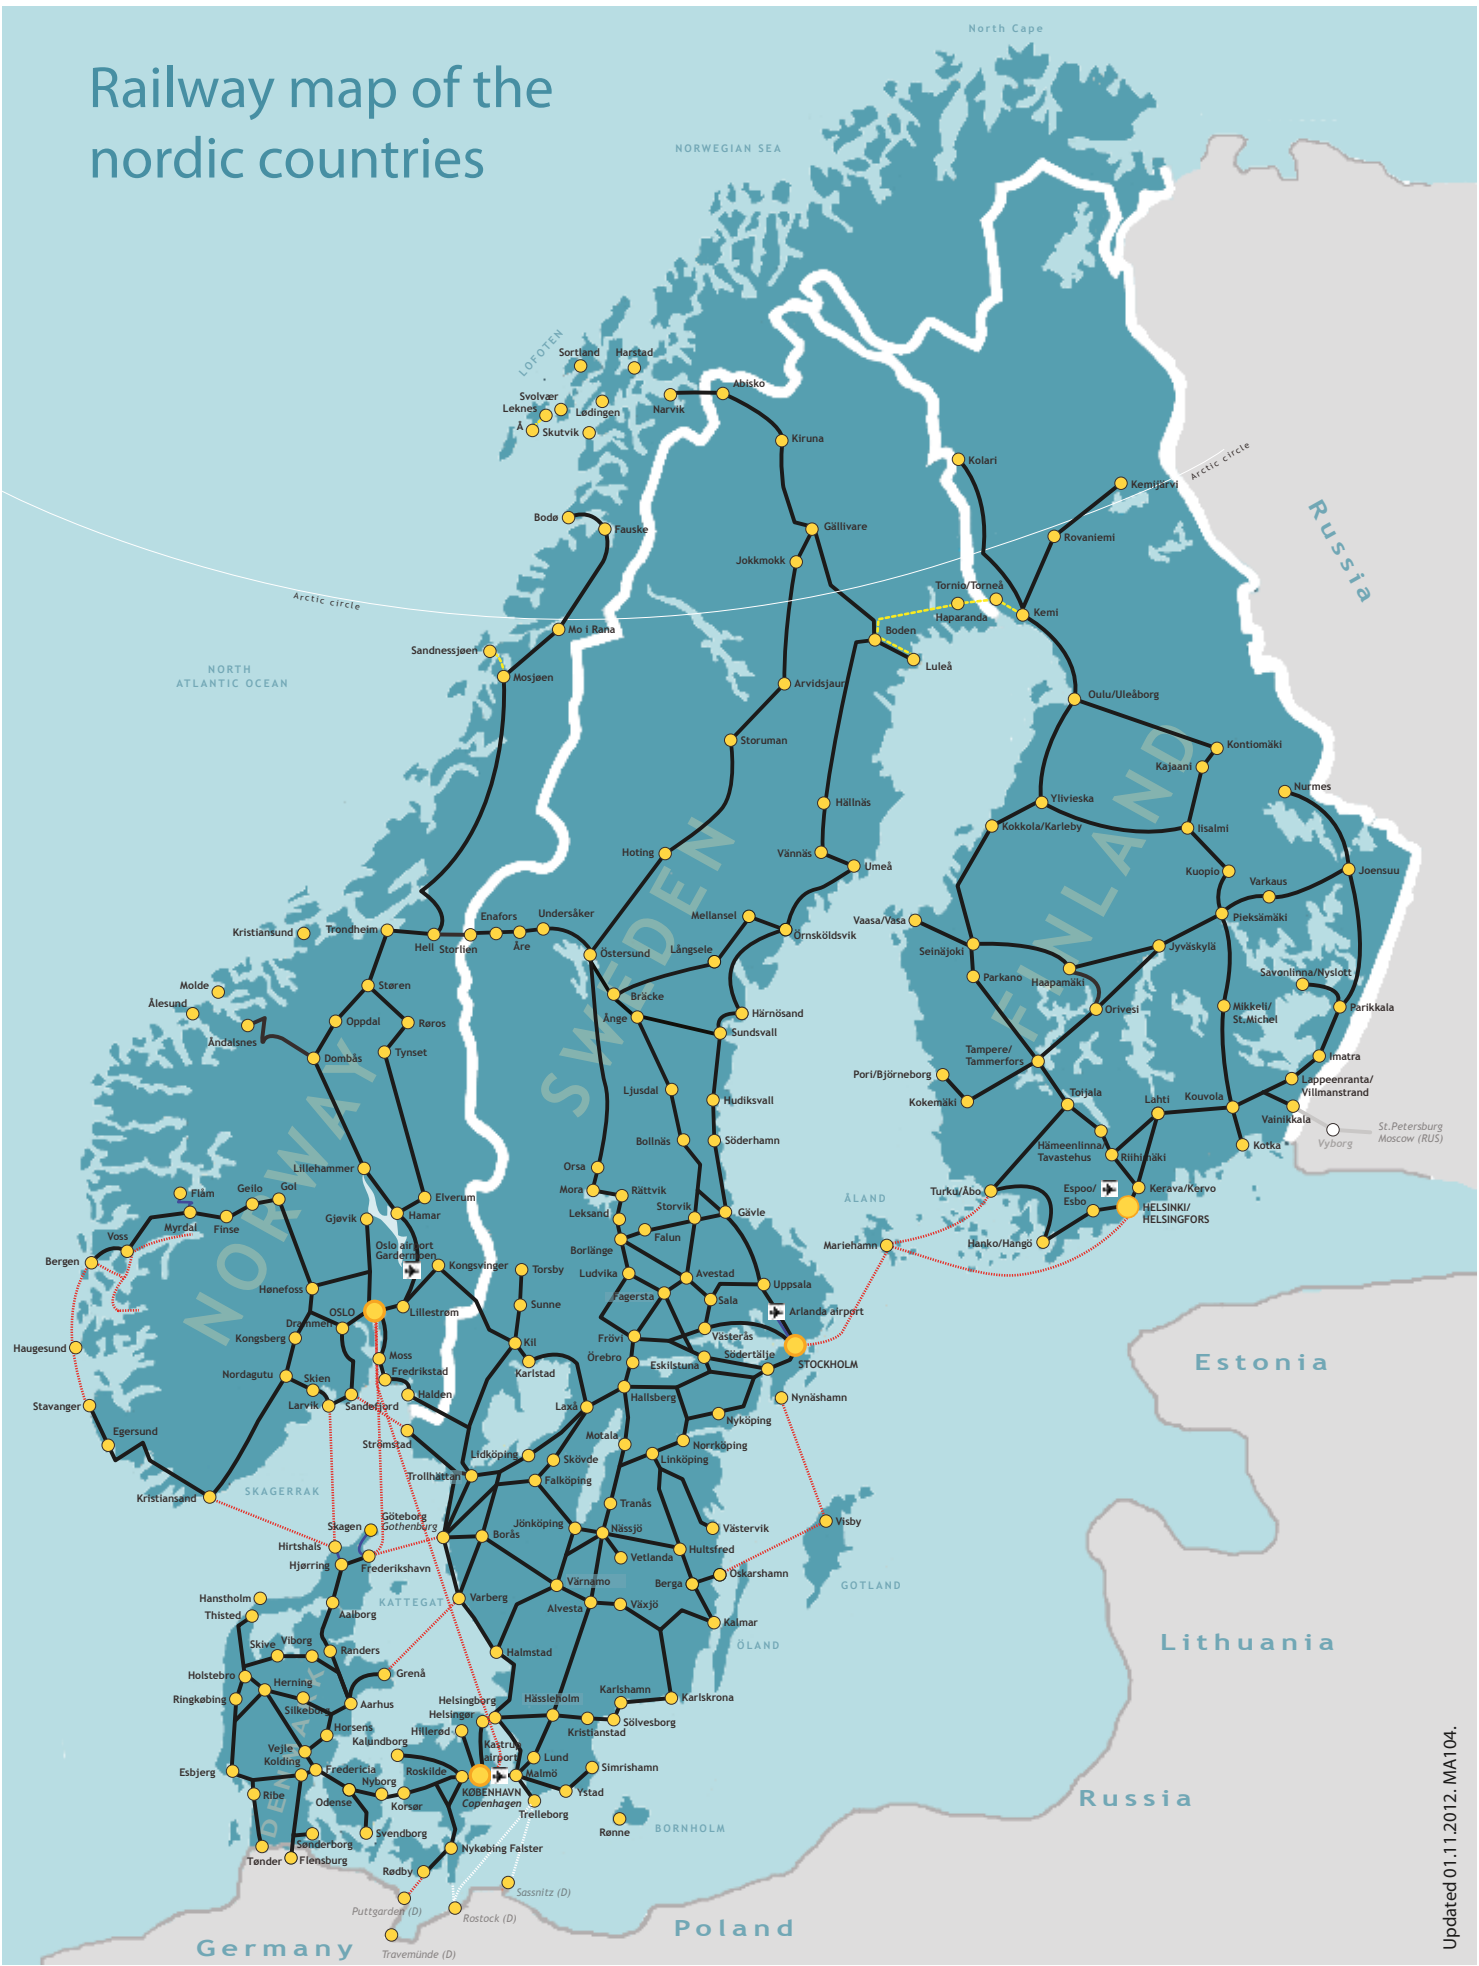 Railway map of the
nordic countries
North Cape
NORWEGIAN SEA
LOFOTEN
Sortland
Harstad
Svolvær
Leknes
Lødingen
Å
Skutvik
Narvik
Abisko
Kiruna
Kolari
Arctic circle
Kemijärvi
Russia
Bodø
Fauske
Gällivare
Jokkmokk
Rovaniemi
Arctic circle
Tornio/Torneå
Haparanda
Kemi
Mo i Rana
Boden
Sandnessjøen
Luleå
NORTH
ATLANTIC OCEAN
Mosjøen
Arvidsjaur
Oulu/Uleåborg
Storuman
Kontiomäki
Kajaani
Nurmes
Hällnäs
Ylivieska
Kokkola/Karleby
Iisalmi
FINLAND
SWEDEN
NORWAY
DENMARK
Hoting
Vännäs
Umeå
Kuopio
Varkaus
Joensuu
Kristiansund
Trondheim
Hell
Storlien
Enafors
Åre
Undersåker
Mellansel
Örnsköldsvik
Vaasa/Vasa
Pieksämäki
Östersund
Långsele
Seinäjoki
Jyväskylä
Molde
Støren
Bräcke
Parkano
Haapamäki
Savonlinna/Nyslott
Ålesund
Åndalsnes
Oppdal
Røros
Ånge
Härnösand
Sundsvall
Orivesi
Mikkeli/
St.Michel
Parikkala
Dombås
Tynset
Tampere/
Tammerfors
Imatra
Pori/Björneborg
Ljusdal
Hudiksvall
Kokemäki
Toijala
Lahti
Kouvola
Lappeenranta/
Villmanstrand
Vainikkala
Vyborg
St.Petersburg
Moscow (RUS)
Bollnäs
Söderhamn
Hämeenlinna/
Tavastehus
Riihimäki
Kotka
Lillehammer
Orsa
Mora
Rättvik
Flåm
Geilo
Gol
Elverum
Leksand
Storvik
Gävle
ÅLAND
Turku/Åbo
Espoo/
Esbo
Kerava/Kervo
HELSINKI/
HELSINGFORS
Myrdal
Finse
Gjøvik
Hamar
Falun
Borlänge
Mariehamn
Hanko/Hangö
Voss
Bergen
Oslo airport
Gardermoen
Kongsvinger
Torsby
Ludvika
Avestad
Uppsala
Hønefoss
Fagersta
Sala
Arlanda airport
OSLO
Lillestrøm
Sunne
Drammen
Kongsberg
Kil
Frövi
Västerås
STOCKHOLM
Haugesund
Moss
Karlstad
Örebro
Eskilstuna
Södertälje
Estonia
Nordagutu
Skien
Fredrikstad
Halden
Hallsberg
Nynäshamn
Stavanger
Larvik
Sandefjord
Laxå
Nyköping
Egersund
Strømstad
Motala
Norrköping
Lidköping
Skövde
Linköping
Trollhättan
Falköping
Kristiansand
SKAGERRAK
Tranås
Skagen
Göteborg
Gothenburg
Jönköping
Nässjö
Västervik
Visby
Borås
Hirtshals
Hjørring
Frederikshavn
Vetlanda
Hultsfred
Oskarshamn
GOTLAND
Hanstholm
KATTEGAT
Varberg
Värnamo
Berga
Thisted
Aalborg
Alvesta
Växjö
Kalmar
Skive
Viborg
Randers
ÖLAND
Lithuania
Halmstad
Holstebro
Herning
Grenå
Ringkøbing
Silkeborg
Aarhus
Helsingborg
Hässleholm
Karlshamn
Karlskrona
Helsingør
Hillerød
Kristianstad
Sölvesborg
Horsens
Kalundborg
Kastrup
airport
Lund
Vejle
Kolding
Fredericia
Roskilde
Malmö
Simrishamn
Esbjerg
Nyborg
KØBENHAVN
Copenhagen
Ystad
Ribe
Odense
Korsør
Trelleborg
Russia
Svendborg
Rønne
BORNHOLM
Sønderborg
Nykøbing Falster
Tønder
Flensburg
Rødby
Sassnitz (D)
Puttgarden (D)
Rostock (D)
Poland
Germany
Travemünde (D)
Updated 01.11.2012. MA104.